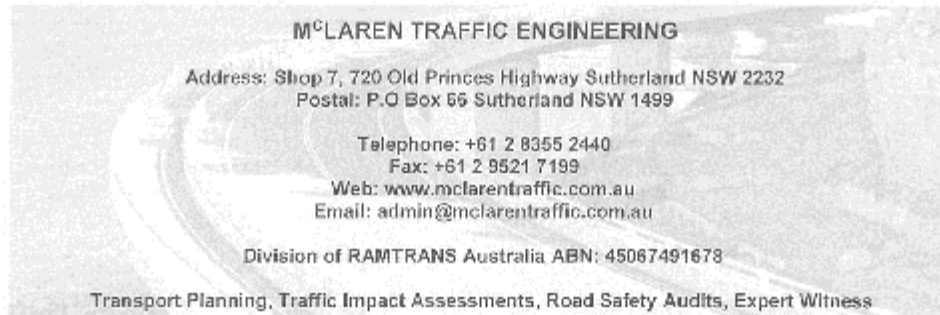 McLAREN TRAFFIC ENGINEERING
Address: Shop 7, 720 Old Princes Highway Sutherland NSW 2232
Postal: P.O Box 66 Sutherland NSW 1499
Telephone: +61 2 8355 2440
Fax: +61 2 9521 7199
Web: www.mclarentraffic.com.au
Email: admin@mclarentraffic.com.au
Division of RAMTRANS Australia ABN: 45067491678
Transport Planning, Traffic Impact Assessments, Road Safety Audits, Expert Witness